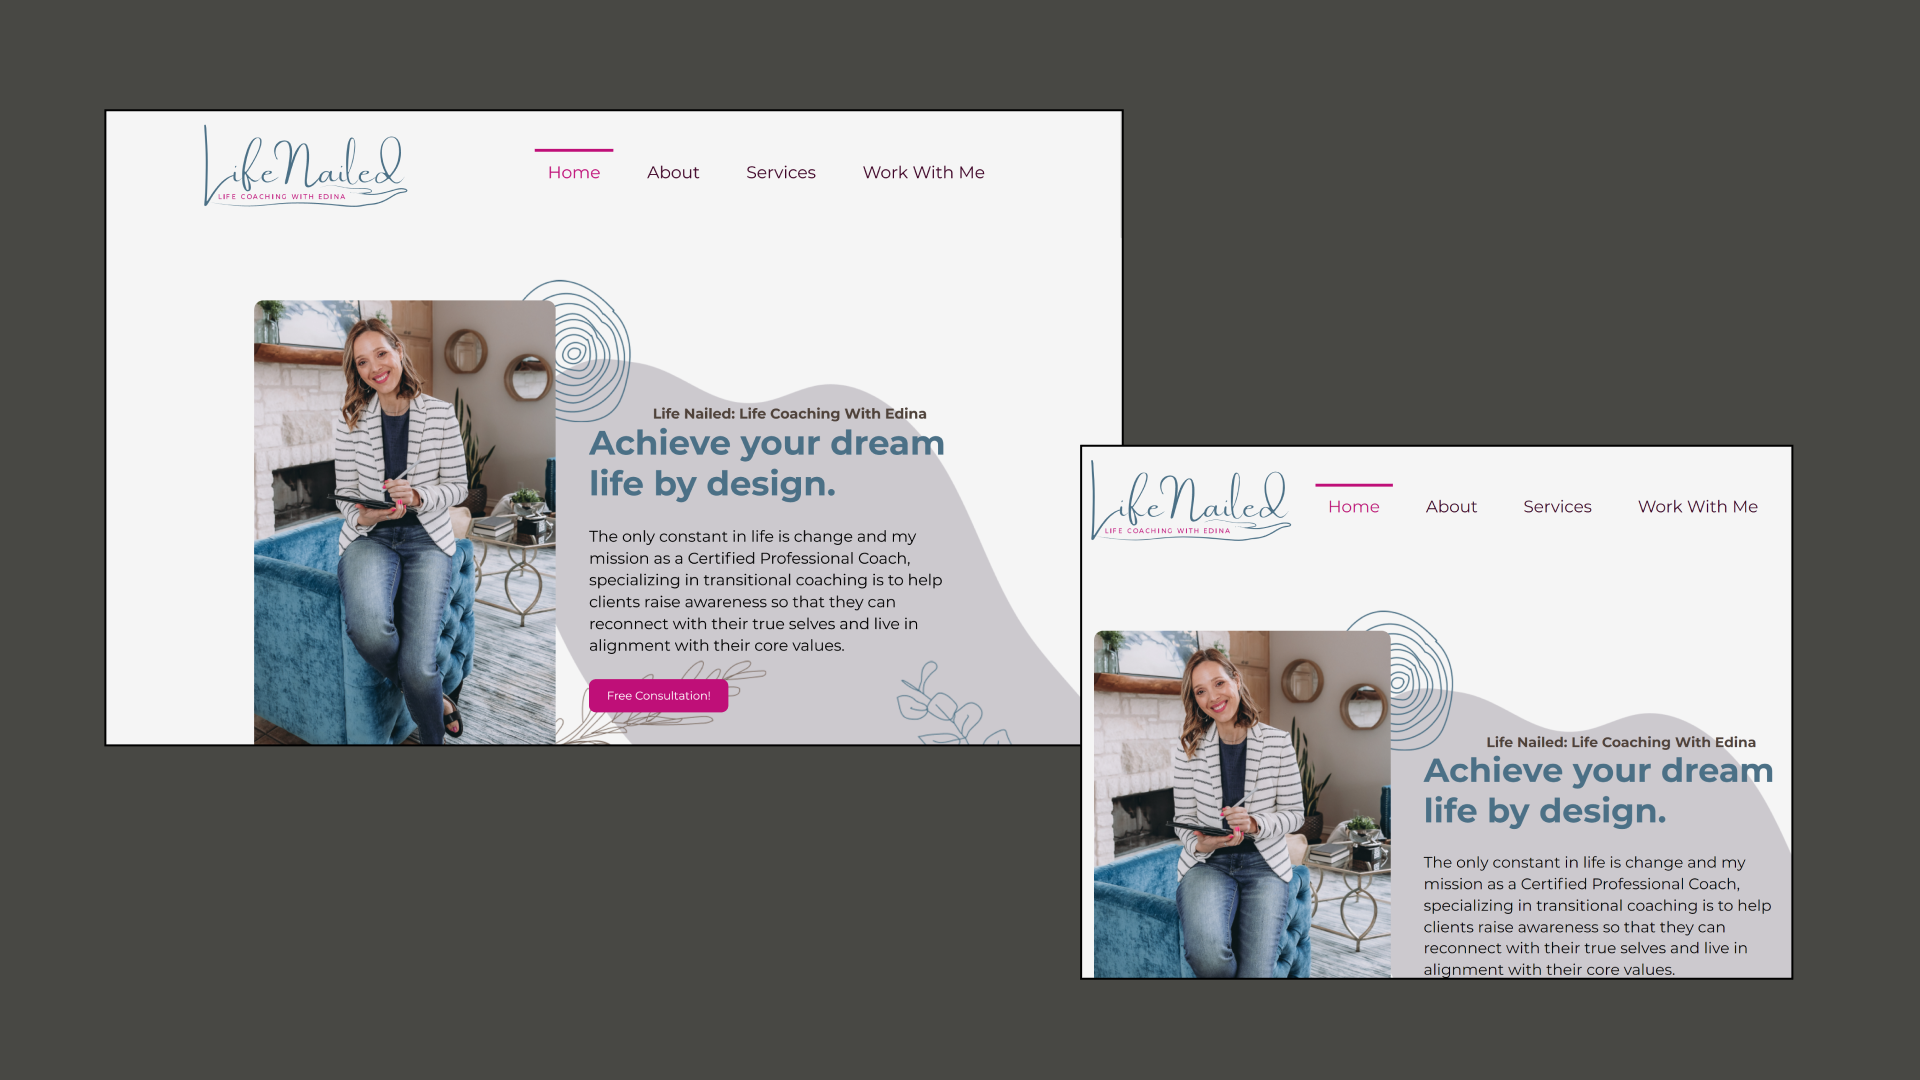 Life Nailed
LIFE COACHING WITH EDINA
Home About Services Work With Me
Life Nailed: Life Coaching With Edina
Achieve your dream
life by design.
The only constant in life is change and my
mission as a Certified Professional Coach,
specializing in transitional coaching is to help
clients raise awareness so that they can
reconnect with their true selves and live in
alignment with their core values.
Free Consultation!
Life Nailed
LIFE COACHING WITH EDINA
Home About Services Work With Me
Life Nailed: Life Coaching With Edina
Achieve your dream
life by design.
The only constant in life is change and my
mission as a Certified Professional Coach,
specializing in transitional coaching is to help
clients raise awareness so that they can
reconnect with their true selves and live in
alignment with their core values.